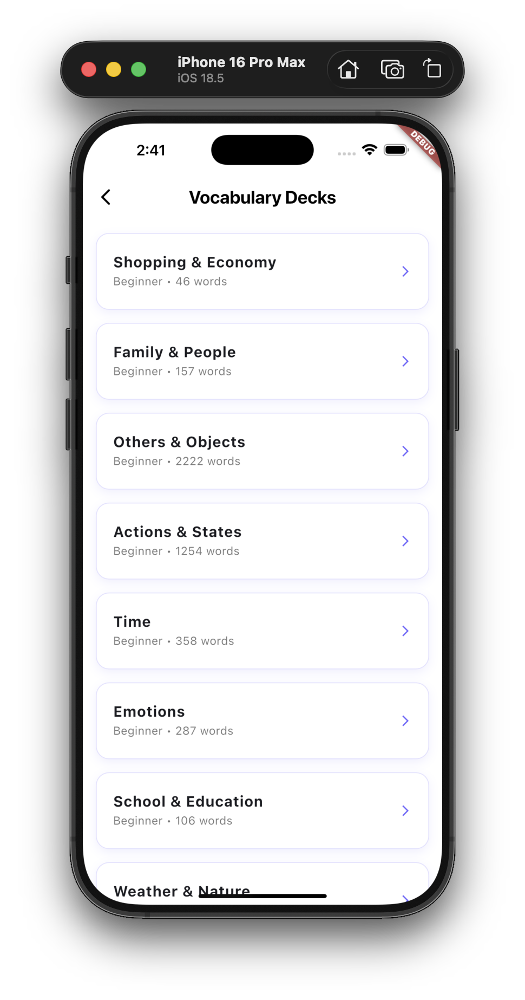 iPhone 16 Pro Max
iOS 18.5
2:41
DEBUG
Vocabulary Decks
Shopping & Economy
Beginner • 46 words
Family & People
Beginner • 157 words
Others & Objects
Beginner • 2222 words
Actions & States
Beginner • 1254 words
Time
Beginner • 358 words
Emotions
Beginner • 287 words
School & Education
Beginner • 106 words
Weather & Nature